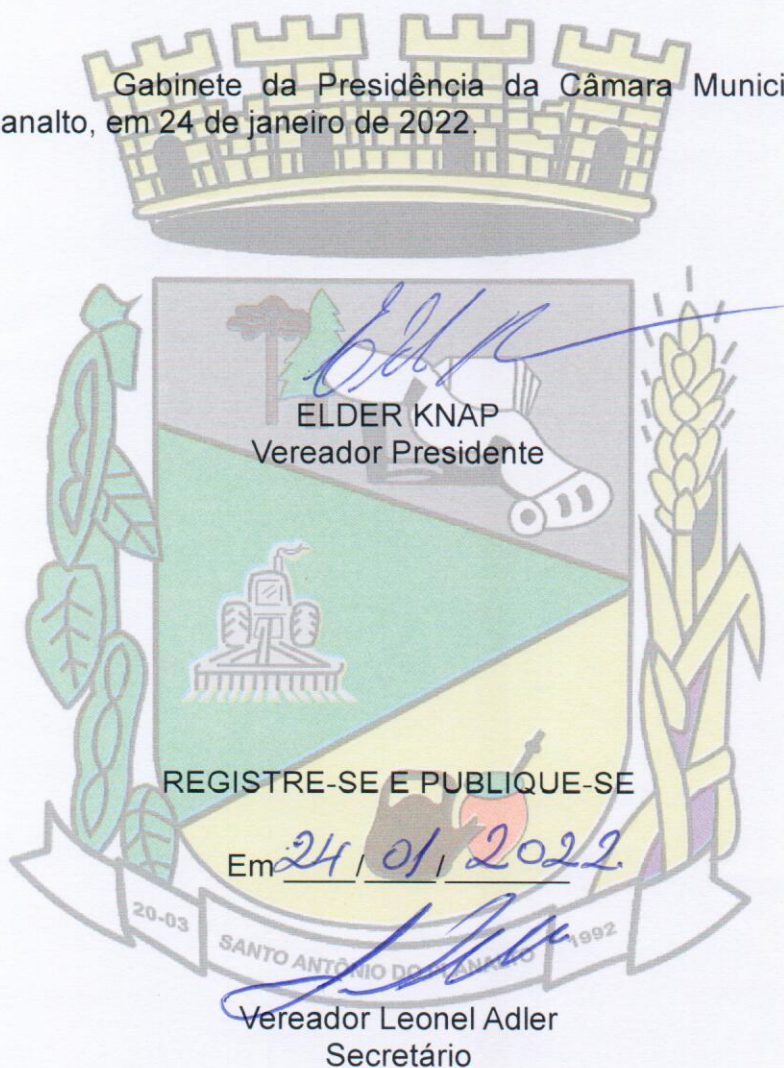 Gabinete da Presidência da Câmara Munici
analto, em 24 de janeiro de 2022.
ELDER KNAP
Vereador Presidente
REGISTRE-SE E PUBLIQUE-SE
Em 24 / 01 / 2022
20-03 SANTO ANTÔNIO DO PLANALTO 1992
Vereador Leonel Adler
Secretário